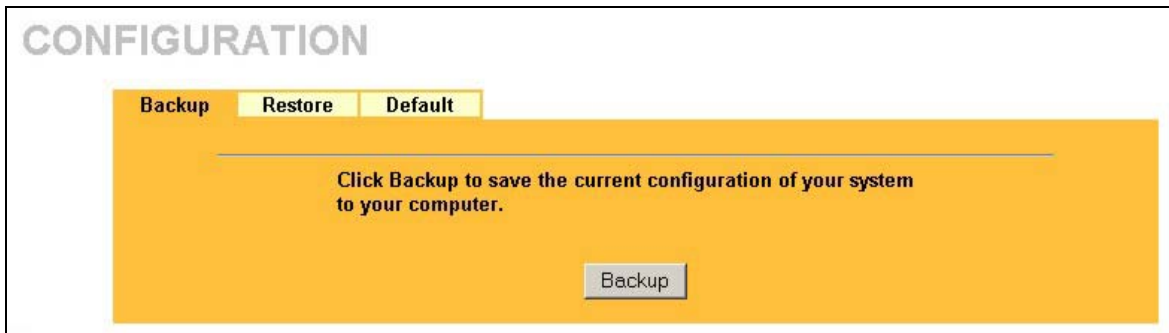 CONFIGURATION
Backup Restore Default
Click Backup to save the current configuration of your system
to your computer.
Backup